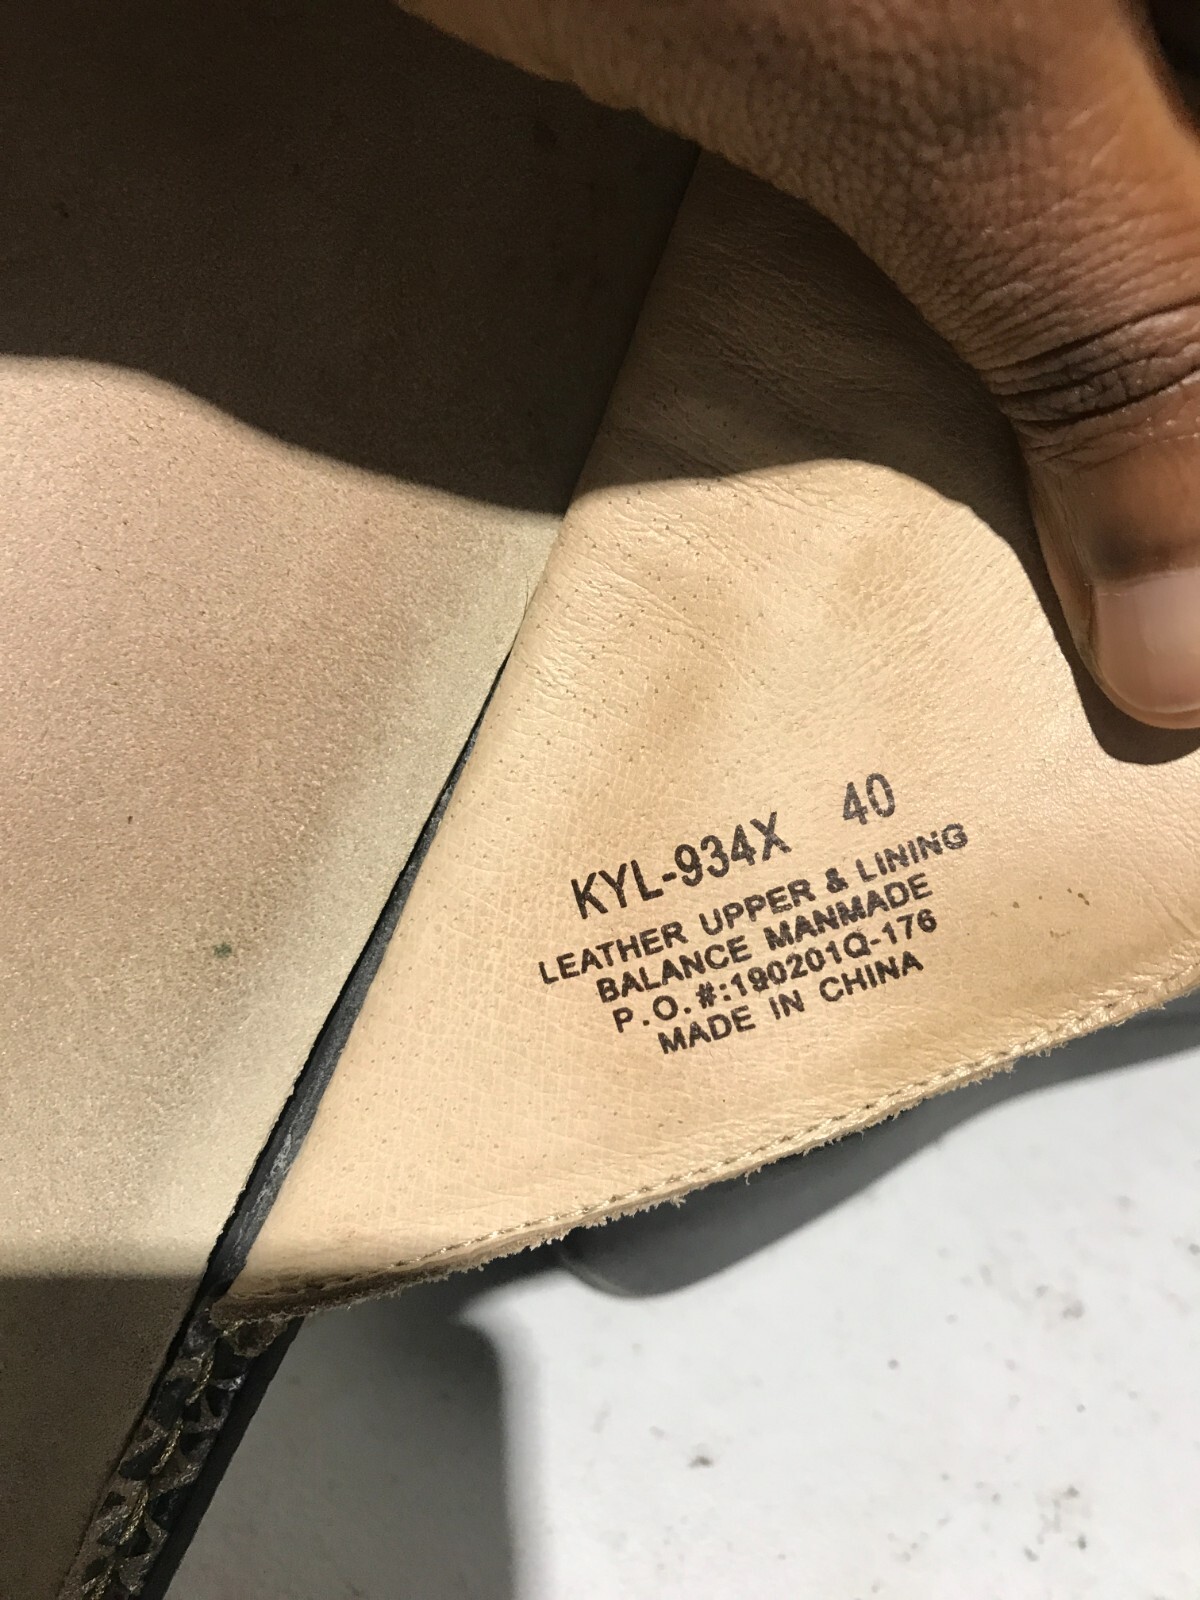 KYL-934X 40
LEATHER UPPER & LINING
BALANCE MANMADE
P.O.#:190201Q-176
MADE IN CHINA